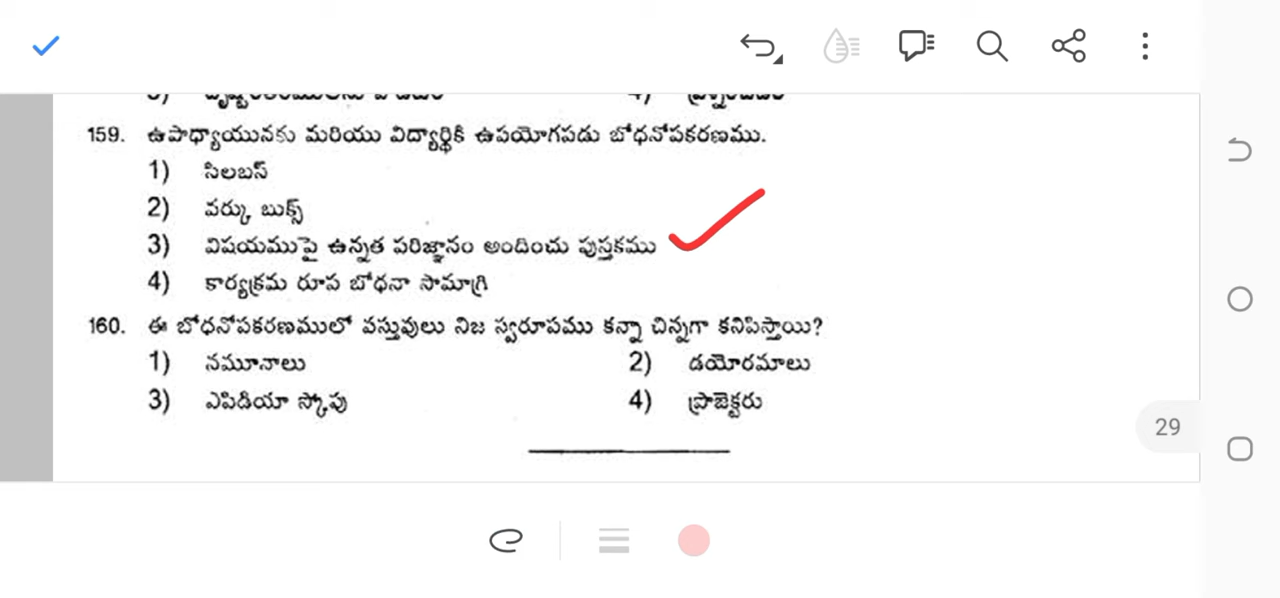 159. ఉపాధ్యాయునకు మరియు విద్యార్థికి ఉపయోగపడు బోధనోపకరణము.
1) సిలబస్
2) వర్కు బుక్స్
3) విషయముపై ఉన్నత పరిజ్ఞానం అందించు పుస్తకము
4) కార్యక్రమ రూప బోధనా సామాగ్రి
160. ఈ బోధనోపకరణములో వస్తువులు నిజ స్వరూపము కన్నా చిన్నగా కనిపిస్తాయి?
1) నమూనాలు 2) డయోరమాలు
3) ఎపిడియా స్కోపు 4) ప్రొజెక్టరు
29